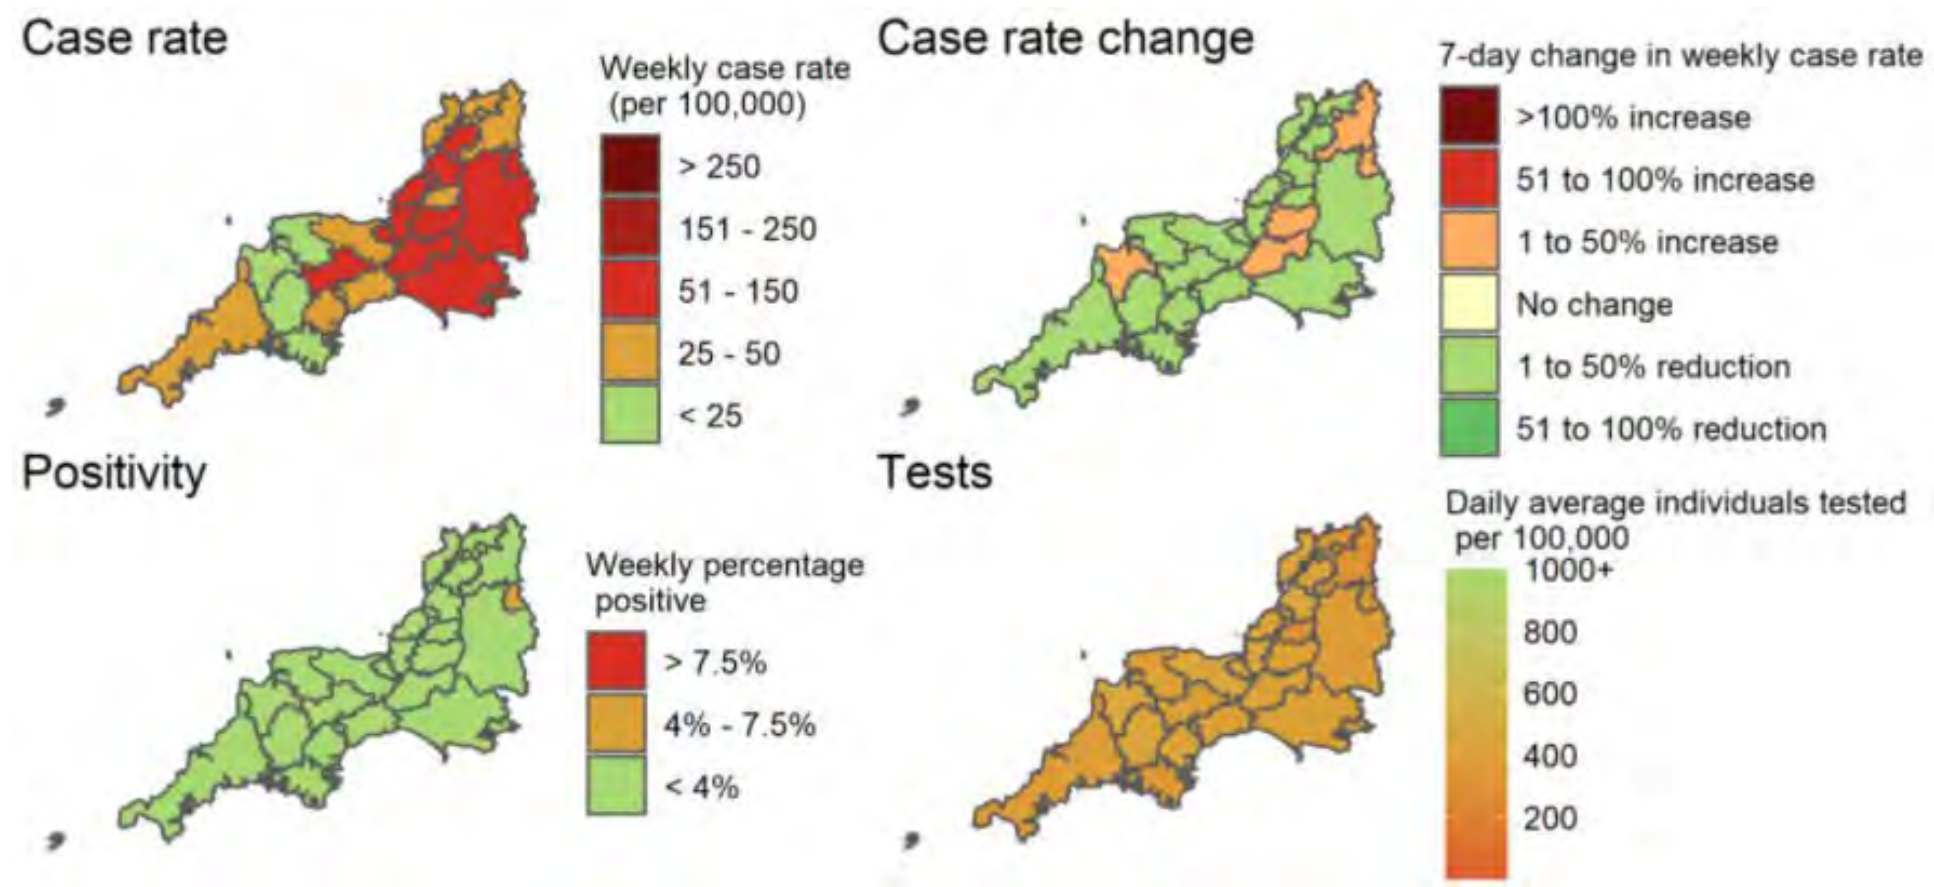 Case rate
Weekly case rate
(per 100,000)
> 250
151 - 250
51 - 150
25 - 50
< 25
Case rate change
7-day change in weekly case rate
>100% increase
51 to 100% increase
1 to 50% increase
No change
1 to 50% reduction
51 to 100% reduction
Positivity
Weekly percentage
positive
> 7.5%
4% - 7.5%
< 4%
Tests
Daily average individuals tested
per 100,000
1000+
800
600
400
200